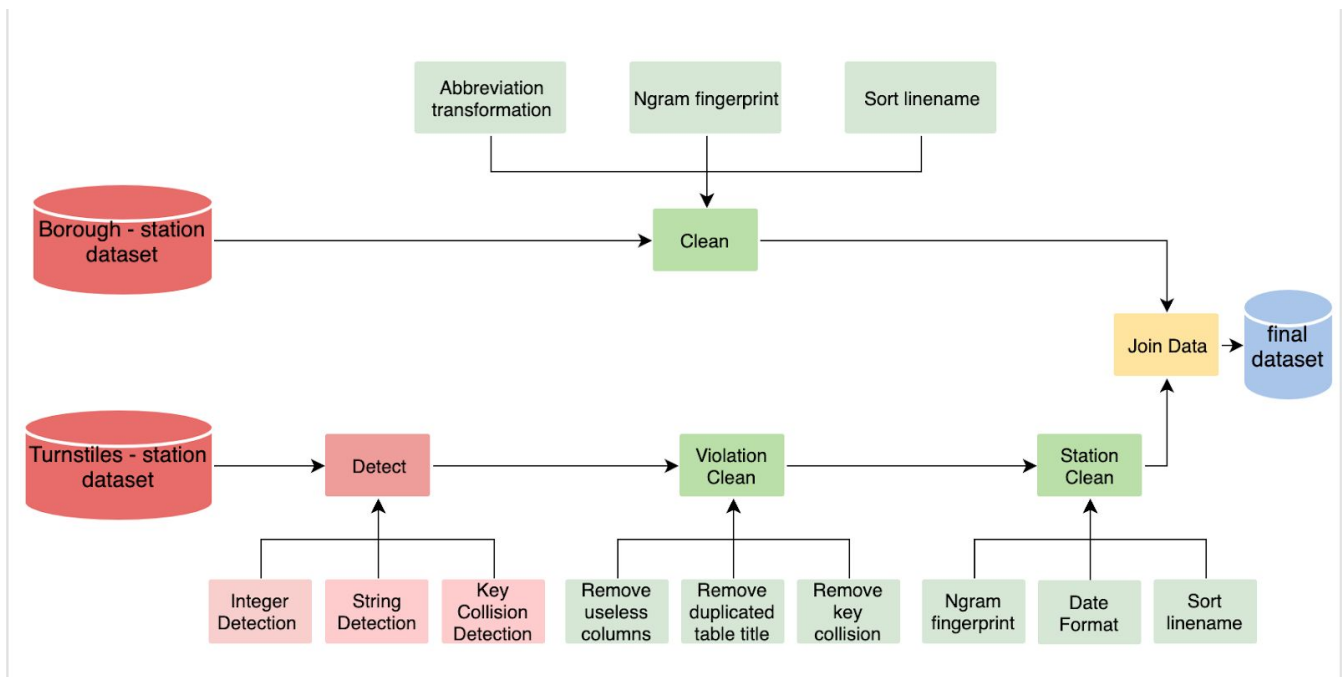 Abbreviation
transformation
Ngram fingerprint
Sort linename
Borough - station
dataset
Clean
Join Data
final
dataset
Turnstiles - station
dataset
Detect
Violation
Clean
Station
Clean
Integer
Detection
String
Detection
Key
Collision
Detection
Remove
useless
columns
Remove
duplicated
table title
Remove
key
collision
Ngram
fingerprint
Date
Format
Sort
linename